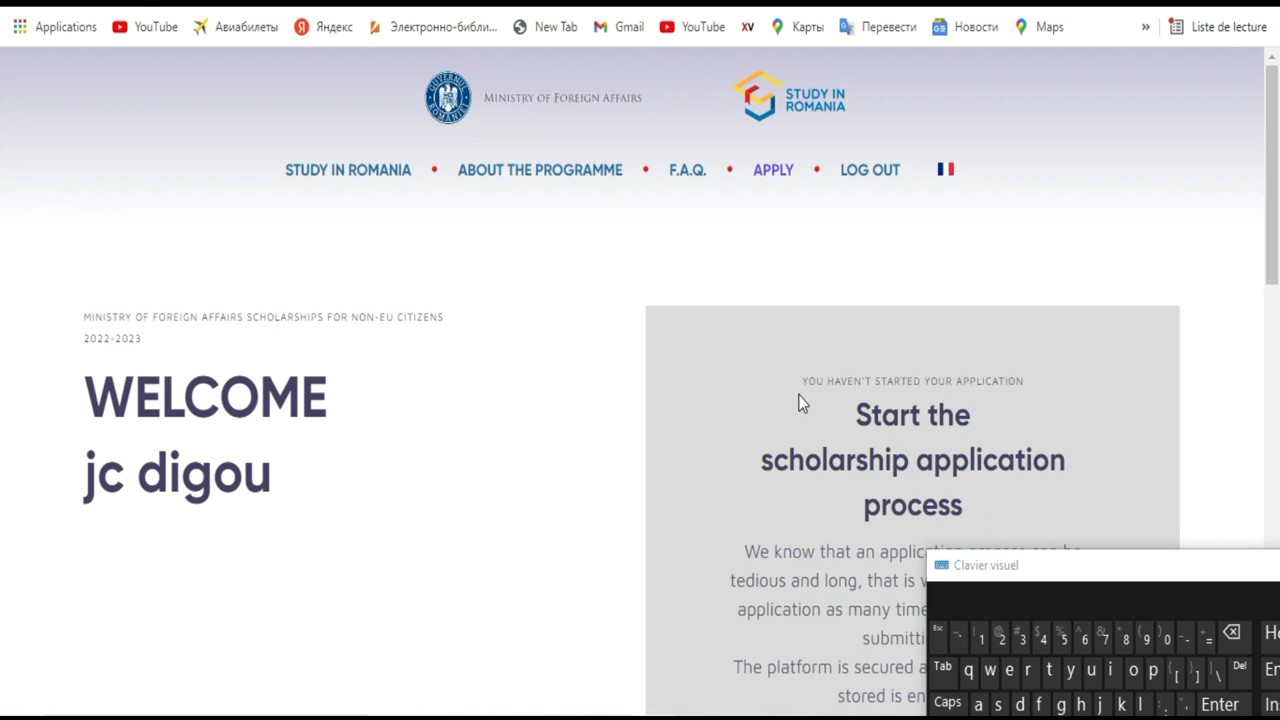 Applications YouTube Авиабилеты Яндекс Электронно-библи... New Tab Gmail YouTube XV Карты Перевести Новости Maps » Liste de lecture
GUVERNUL ROMÂNIEI MINISTRY OF FOREIGN AFFAIRS STUDY IN
ROMANIA
STUDY IN ROMANIA • ABOUT THE PROGRAMME • F.A.Q. • APPLY • LOG OUT
MINISTRY OF FOREIGN AFFAIRS SCHOLARSHIPS FOR NON-EU CITIZENS
2022-2023
WELCOME
jc digou
YOU HAVEN'T STARTED YOUR APPLICATION
Start the
scholarship application
process
We know that an applic
tedious and long, that is
application as many time
submitti
The platform is secured a
stored is en
Clavier visuel
Esc ~ ` ! 1 @ 2 # 3 $ 4 % 5 ^ 6 & 7 * 8 ( 9 ) 0 _ - + =
Tab q w e r t y u i o p { [ } ] | \ Del
Caps a s d f g h j k l : ; " ' Enter